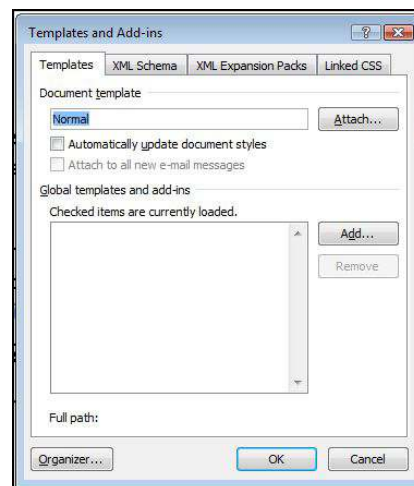 Templates and Add-ins
Templates
XML Schema
XML Expansion Packs
Linked CSS
Document template
Normal
Attach...
Automatically update document styles
Attach to all new e-mail messages
Global templates and add-ins
Checked items are currently loaded.
Add...
Remove
Full path:
Organizer...
OK
Cancel